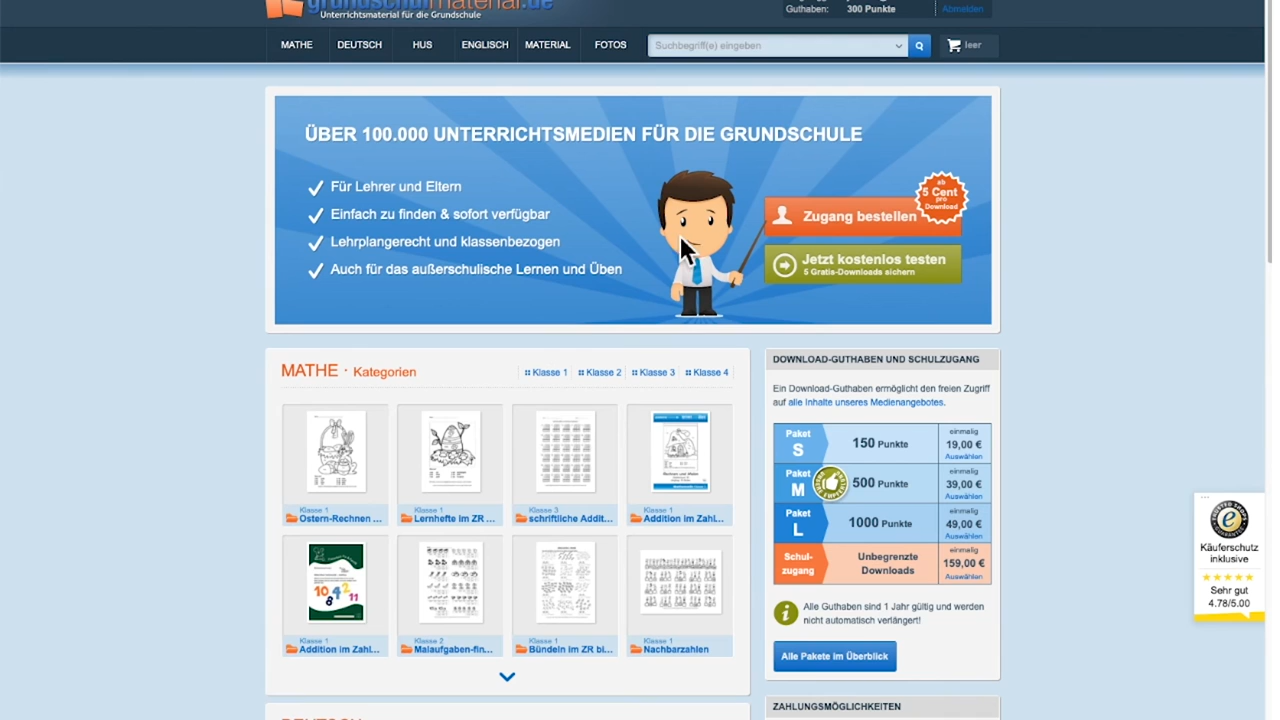 grundschulmaterial.de
Unterrichtsmaterial für die Grundschule
Guthaben: 300 Punkte
Abmelden
MATHE DEUTSCH HUS ENGLISCH MATERIAL FOTOS
Suchbegriff(e) eingeben
leer
ÜBER 100.000 UNTERRICHTSMEDIEN FÜR DIE GRUNDSCHULE
Für Lehrer und Eltern
Einfach zu finden & sofort verfügbar
Lehrplangerecht und klassenbezogen
Auch für das außerschulische Lernen und Üben
ab
5 Cent
pro
Download
Zugang bestellen
Jetzt kostenlos testen
5 Gratis-Downloads sichern
MATHE · Kategorien
Klasse 1 Klasse 2 Klasse 3 Klasse 4
Klasse 1
Ostern-Rechnen ...
Klasse 1
Lernhefte im ZR ...
Klasse 3
schriftliche Addit...
Klasse 1
Addition im Zahl...
Klasse 1
Addition im Zahl...
Klasse 2
Malaufgaben-fin...
Klasse 1
Bündeln im ZR bi...
Klasse 1
Nachbarzahlen
DOWNLOAD-GUTHABEN UND SCHULZUGANG
Ein Download-Guthaben ermöglicht den freien Zugriff
auf alle Inhalte unseres Medienangebotes.
Paket S 150 Punkte einmalig 19,00 € Auswählen
Paket M 500 Punkte einmalig 39,00 € Auswählen
Paket L 1000 Punkte einmalig 49,00 € Auswählen
Schul-
zugang
Unbegrenzte
Downloads
einmalig
159,00 €
Auswählen
Alle Guthaben sind 1 Jahr gültig und werden
nicht automatisch verlängert!
Alle Pakete im Überblick
ZAHLUNGSMÖGLICHKEITEN
Käuferschutz
inklusive
Sehr gut
4.78/5.00